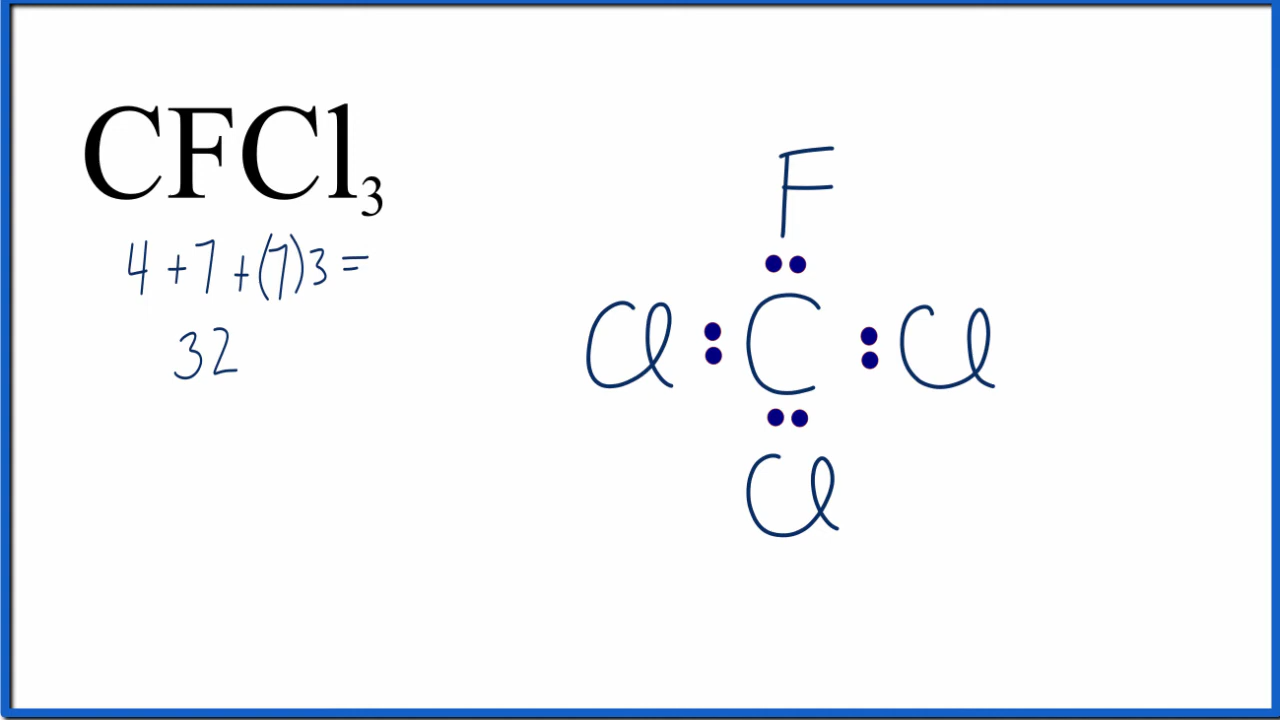 CFCl₃
4 + 7 + (7)3 =
32
F
Cl : C : Cl
Cl